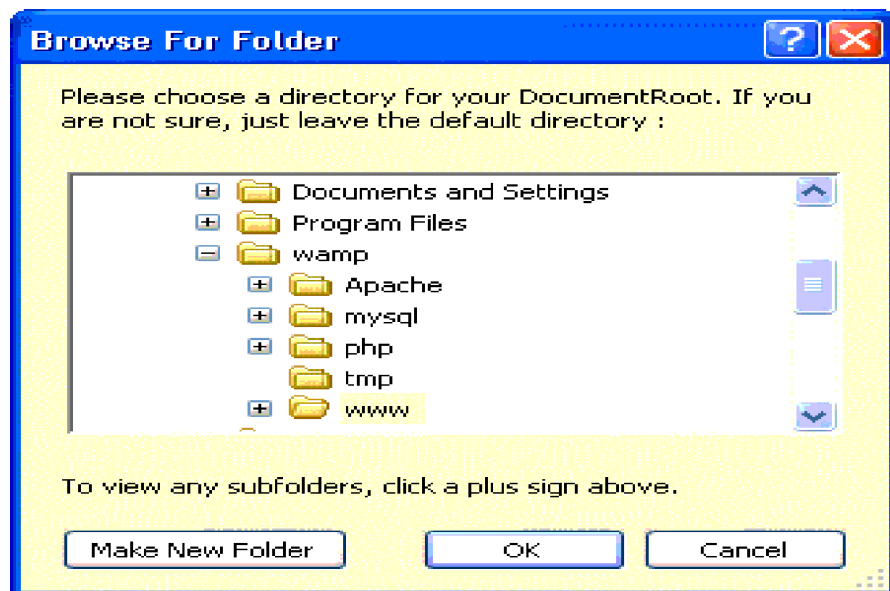 Browse For Folder
Please choose a directory for your DocumentRoot. If you
are not sure, just leave the default directory :
Documents and Settings
Program Files
wamp
Apache
mysql
php
tmp
www
To view any subfolders, click a plus sign above.
Make New Folder OK Cancel